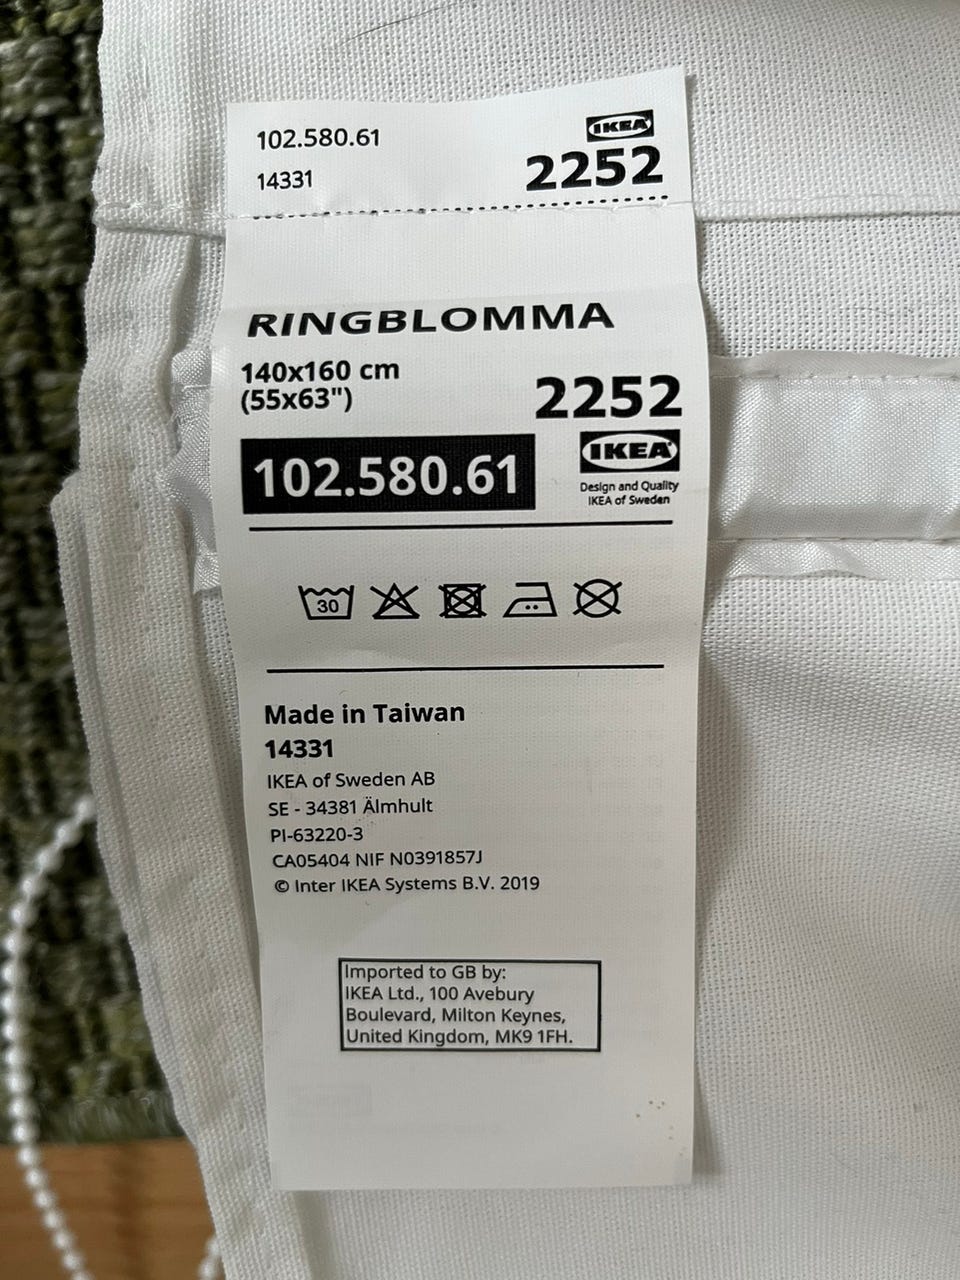 102.580.61
IKEA
14331
2252
RINGBLOMMA
140x160 cm
(55x63")
2252
102.580.61
IKEA
Design and Quality
IKEA of Sweden
30
Made in Taiwan
14331
IKEA of Sweden AB
SE - 34381 Älmhult
PI-63220-3
CA05404 NIF N0391857J
© Inter IKEA Systems B.V. 2019
Imported to GB by:
IKEA Ltd., 100 Avebury
Boulevard, Milton Keynes,
United Kingdom, MK9 1FH.